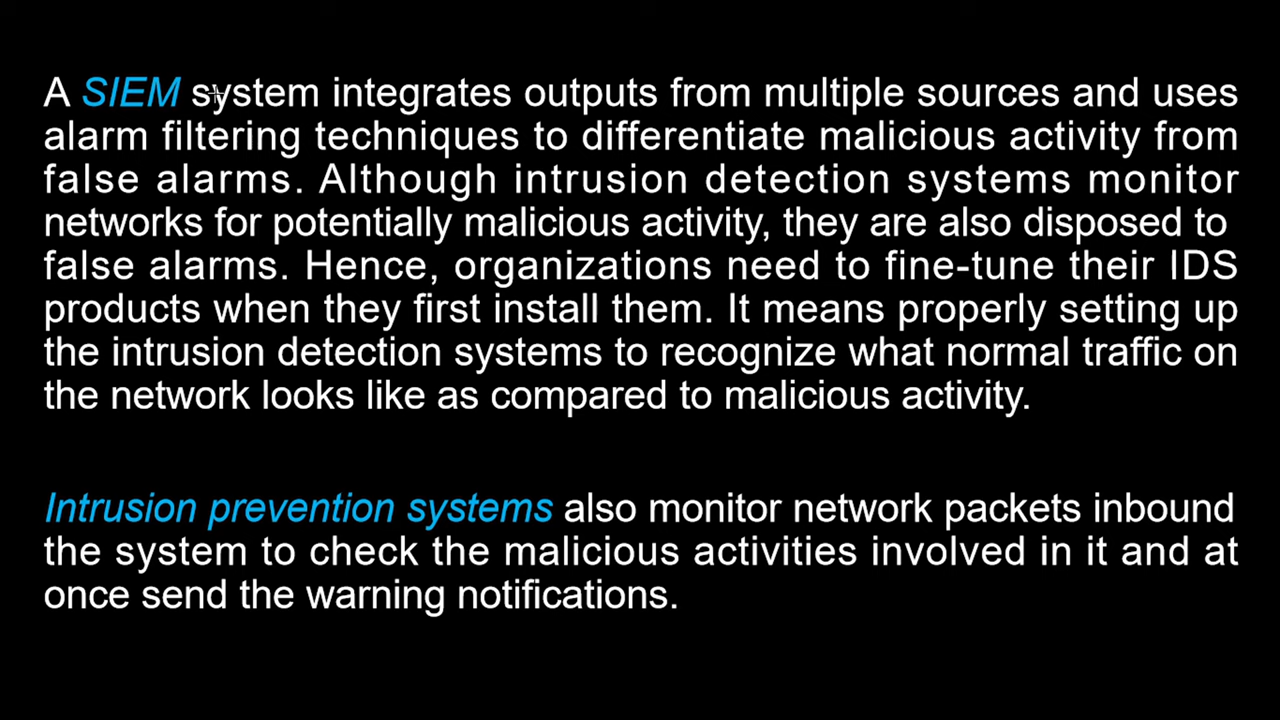 A SIEM system integrates outputs from multiple sources and uses
alarm filtering techniques to differentiate malicious activity from
false alarms. Although intrusion detection systems monitor
networks for potentially malicious activity, they are also disposed to
false alarms. Hence, organizations need to fine-tune their IDS
products when they first install them. It means properly setting up
the intrusion detection systems to recognize what normal traffic on
the network looks like as compared to malicious activity.
Intrusion prevention systems also monitor network packets inbound
the system to check the malicious activities involved in it and at
once send the warning notifications.